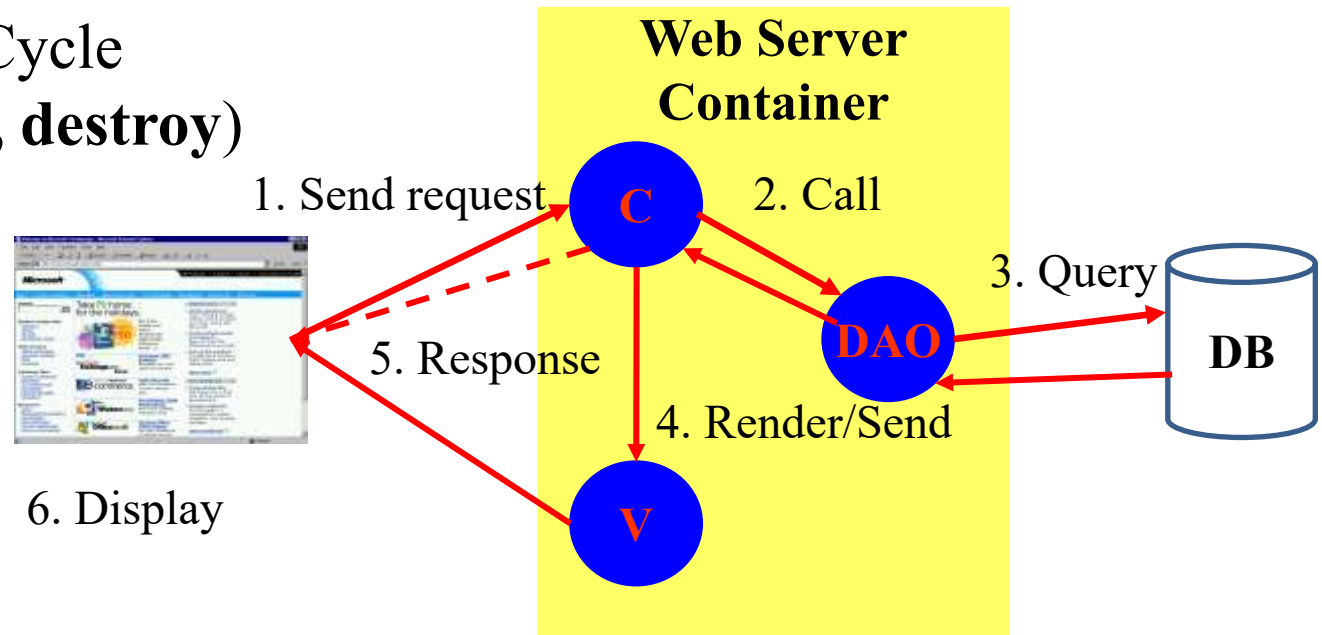 Cycle
, destroy)
Web Server
Container
1. Send request
C
2. Call
3. Query
Microsoft
DAO
DB
5. Response
4. Render/Send
6. Display
V